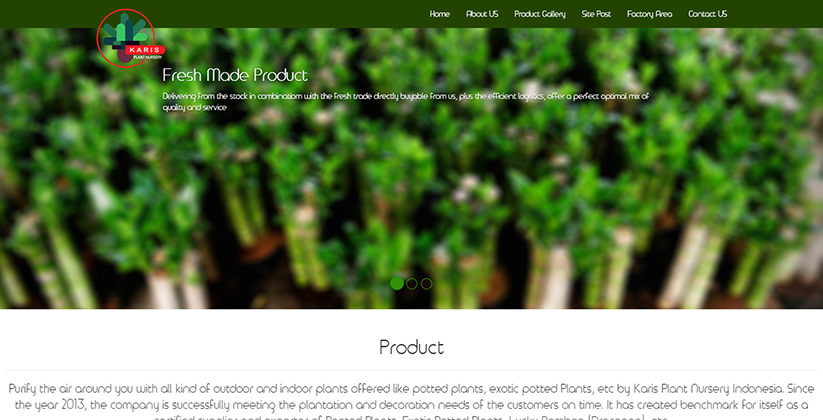 Home About US Product Gallery Site Post Factory Area Contact US
KARIS
PLANT NURSERY
Fresh Made Product
Delivering from the stock in combinatiom with the fresh trade directly buyable from us, plus the efficient logistics, offer a perfect optimal mix of
quality and service
Product
Purify the air around you with all kind of outdoor and indoor plants offered like potted plants, exotic potted Plants, etc by Karis Plant Nursery Indonesia. Since
the year 2013, the company is successfully meeting the plantation and decoration needs of the customers on time. It has created benchmark for itself as a